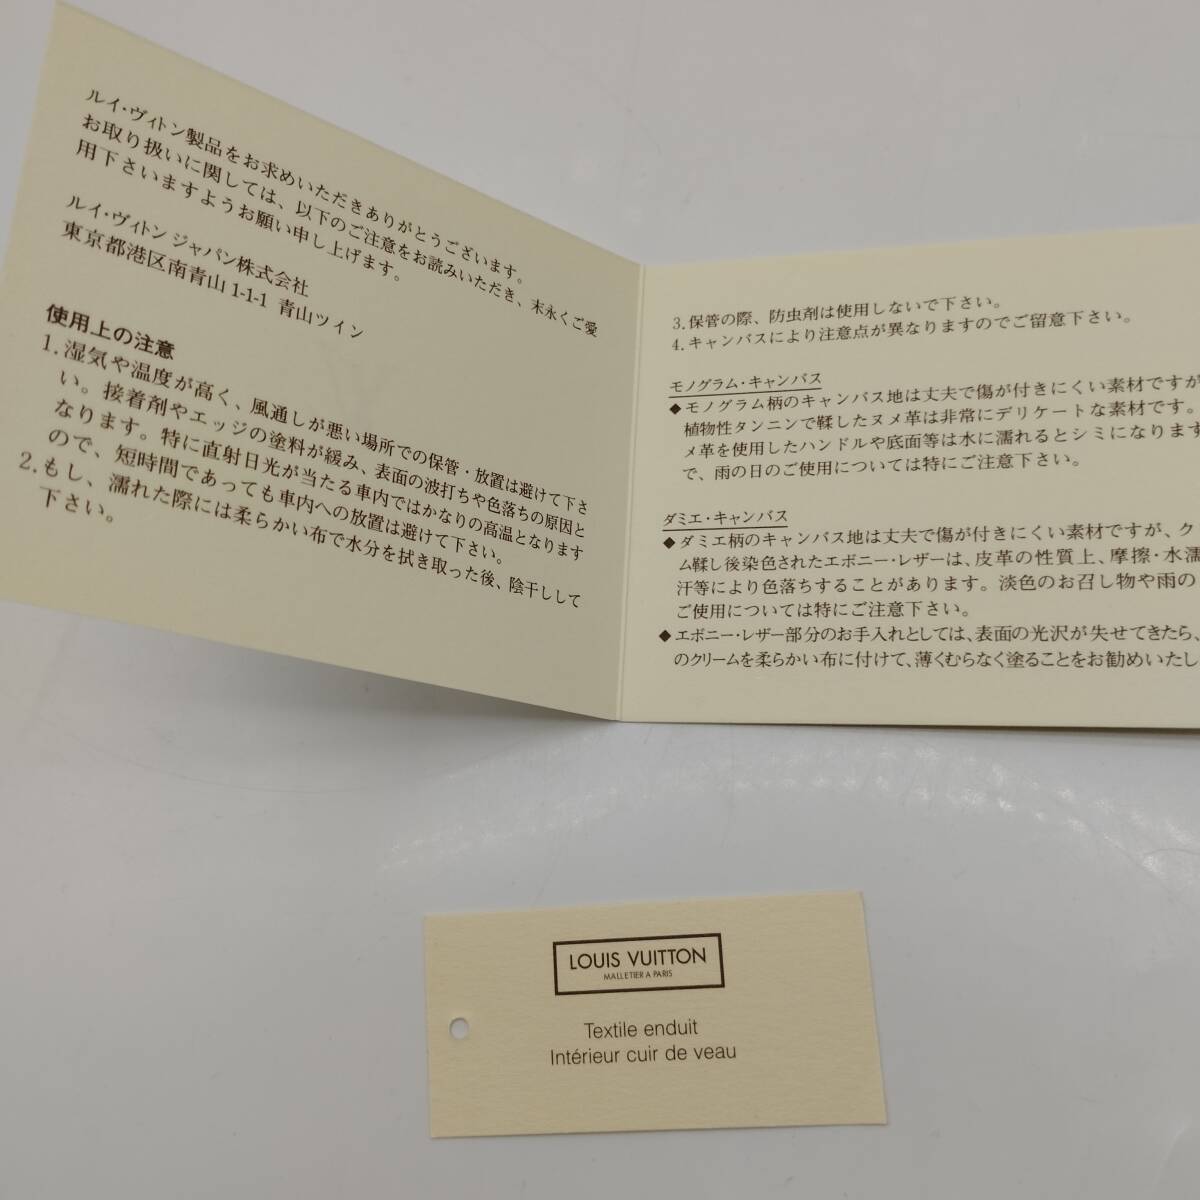 ルイ・ヴィトン製品をお求めいただきありがとうございます。
お取り扱いに関しては、以下のご注意をお読みいただき、末永くご愛
用下さいますようお願い申し上げます。
ルイ・ヴィトン ジャパン株式会社
東京都港区南青山 1-1-1 青山ツイン
使用上の注意
1. 湿気や温度が高く、風通しが悪い場所での保管・放置は避けて下さ
い。接着剤やエッジの塗料が緩み、表面の波打ちや色落ちの原因と
なります。特に直射日光が当たる車内ではかなりの高温となります
ので、短時間であっても車内への放置は避けて下さい。
2. もし、濡れた際には柔らかい布で水分を拭き取った後、陰干しして
下さい。
3. 保管の際、防虫剤は使用しないで下さい。
4. キャンバスにより注意点が異なりますのでご留意下さい。
モノグラム・キャンバス
◆ モノグラム柄のキャンバス地は丈夫で傷が付きにくい素材ですが
植物性タンニンで鞣したヌメ革は非常にデリケートな素材です。
メ革を使用したハンドルや底面等は水に濡れるとシミになります
で、雨の日のご使用については特にご注意下さい。
ダミエ・キャンバス
◆ ダミエ柄のキャンバス地は丈夫で傷が付きにくい素材ですが、ク
ム鞣し後染色されたエボニー・レザーは、皮革の性質上、摩擦・水濡
汗等により色落ちすることがあります。淡色のお召し物や雨の
ご使用については特にご注意下さい。
◆ エボニー・レザー部分のお手入れとしては、表面の光沢が失せてきたら、
のクリームを柔らかい布に付けて、薄くむらなく塗ることをお勧めいたし
LOUIS VUITTON
MALLETIER A PARIS
Textile enduit
Intérieur cuir de veau